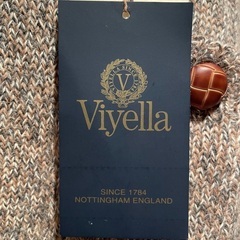 V
Viyella
SINCE 1784
NOTTINGHAM ENGLAND